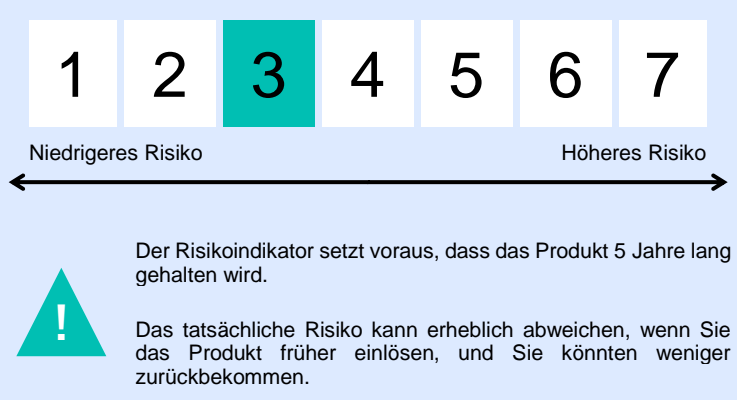 1 2 3 4 5 6 7
Niedrigeres Risiko Höheres Risiko
Der Risikoindikator setzt voraus, dass das Produkt 5 Jahre lang
gehalten wird.
!
Das tatsächliche Risiko kann erheblich abweichen, wenn Sie
das Produkt früher einlösen, und Sie könnten weniger
zurückbekommen.